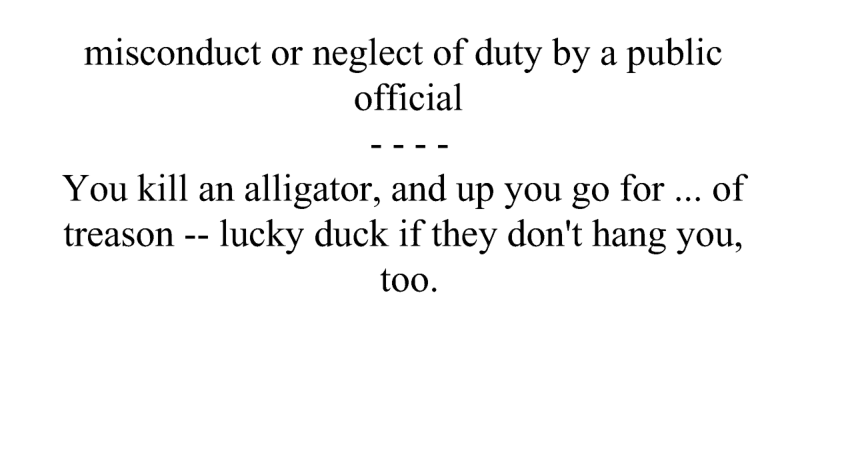 misconduct or neglect of duty by a public
official
- - - -
You kill an alligator, and up you go for ... of
treason -- lucky duck if they don't hang you,
too.